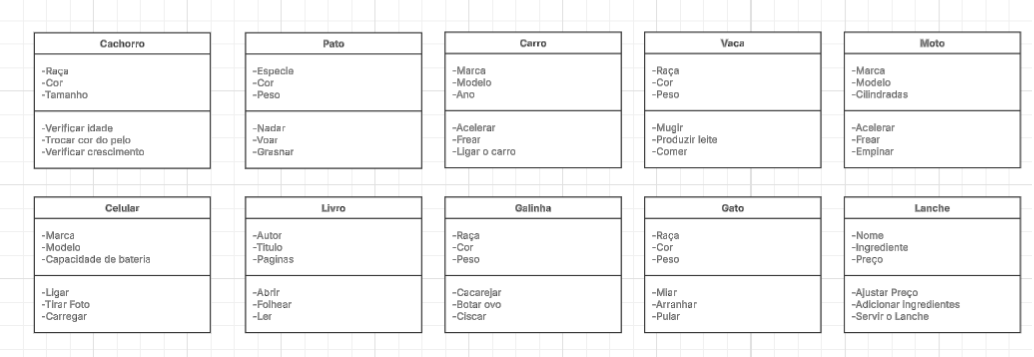 Cachorro
-Raça
-Cor
-Tamanho
-Verificar idade
-Trocar cor do pelo
-Verificar crescimento
Pato
-Especie
-Cor
-Peso
-Nadar
-Voar
-Grasnar
Carro
-Marca
-Modelo
-Ano
-Acelerar
-Frear
-Ligar o carro
Vaca
-Raça
-Cor
-Peso
-Mugir
-Produzir leite
-Comer
Moto
-Marca
-Modelo
-Cilindradas
-Acelerar
-Frear
-Empinar
Celular
-Marca
-Modelo
-Capacidade de bateria
-Ligar
-Tirar Foto
-Carregar
Livro
-Autor
-Titulo
-Paginas
-Abrir
-Folhear
-Ler
Galinha
-Raça
-Cor
-Peso
-Cacarejar
-Botar ovo
-Ciscar
Gato
-Raça
-Cor
-Peso
-Miar
-Arranhar
-Pular
Lanche
-Nome
-Ingrediente
-Preço
-Ajustar Preço
-Adicionar Ingredientes
-Servir o Lanche